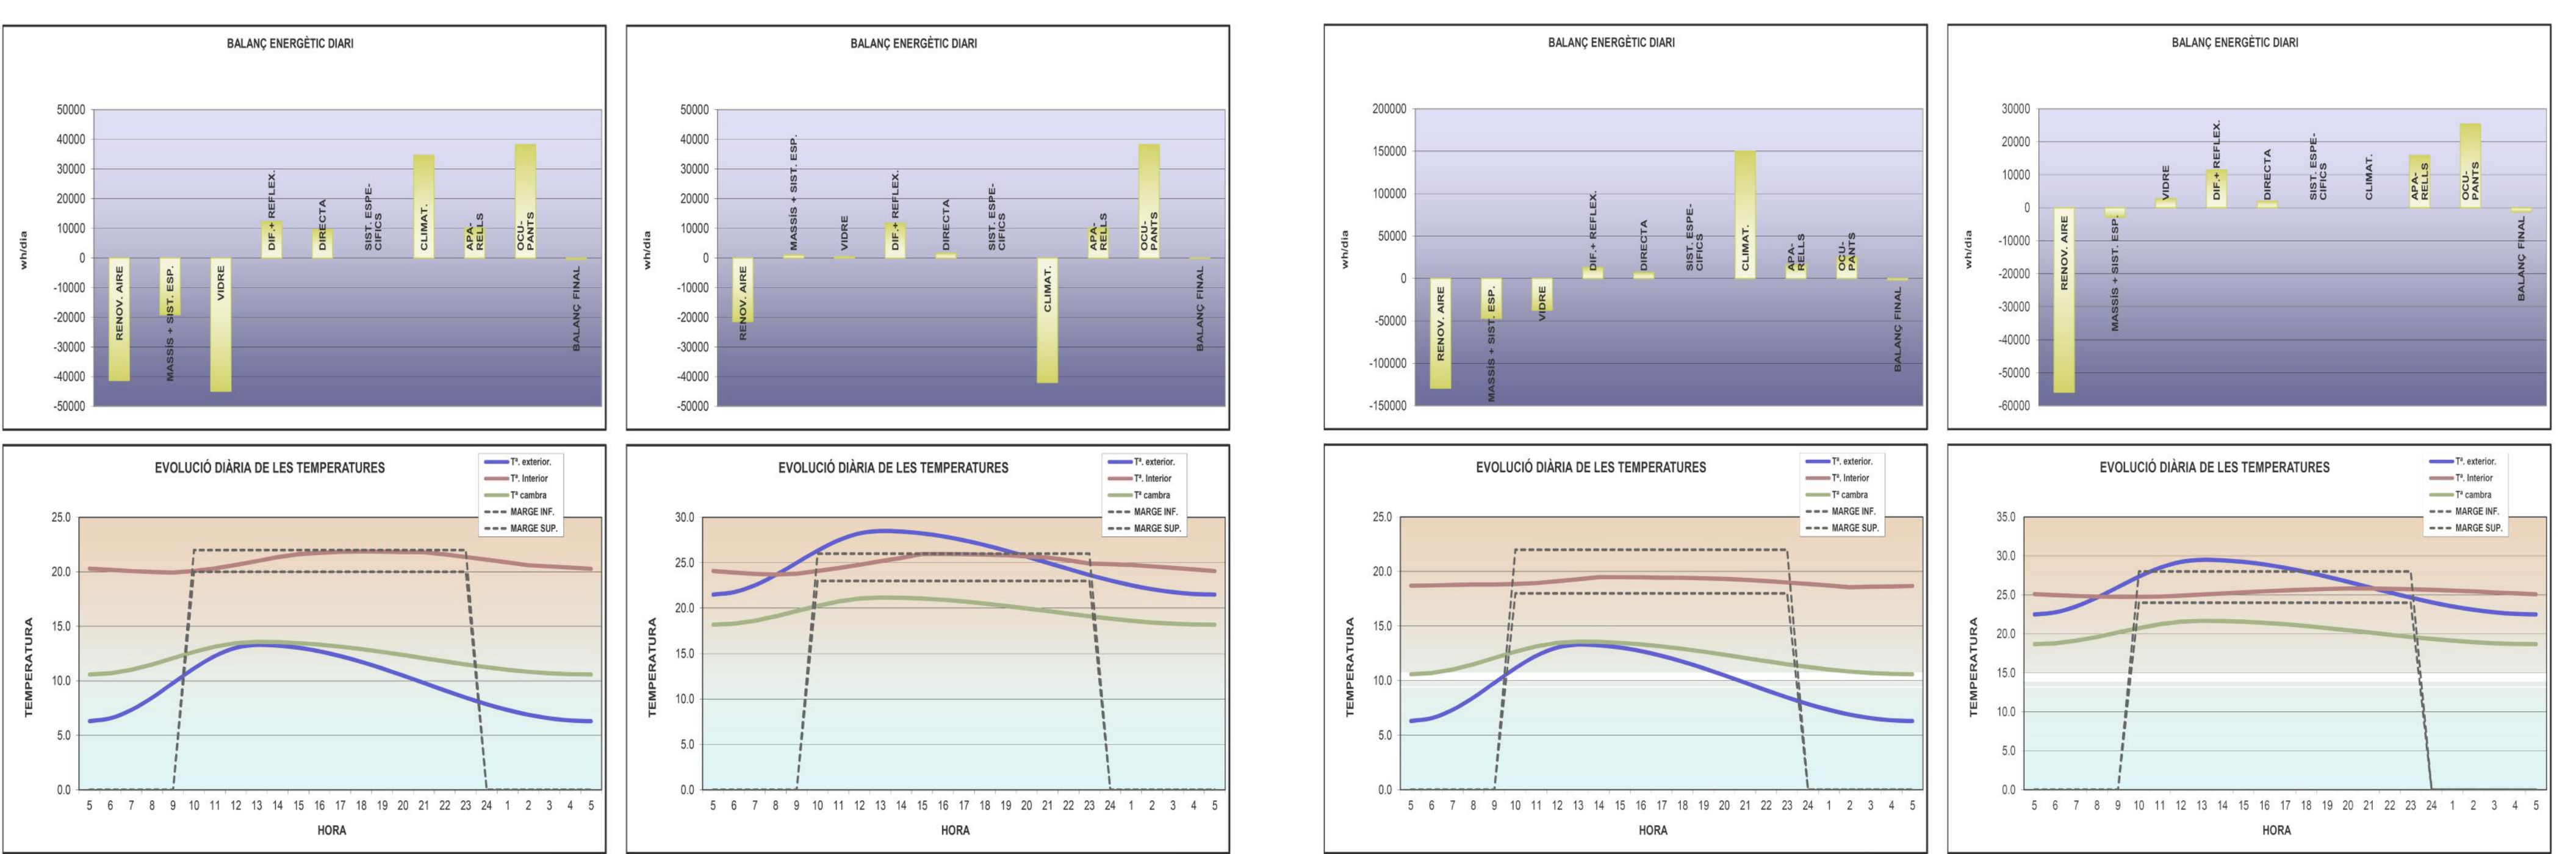 BALANÇ ENERGÈTIC DIARI
wh/dia
50000
40000
30000
20000
10000
0
-10000
-20000
-30000
-40000
-50000
RENOV. AIRE
MASSÍS + SIST. ESP.
VIDRE
DIF.+ REFLEX.
DIRECTA
SIST. ESPE-
CIFICS
CLIMAT.
APA-
RELLS
OCU-
PANTS
BALANÇ FINAL
BALANÇ ENERGÈTIC DIARI
wh/dia
50000
40000
30000
20000
10000
0
-10000
-20000
-30000
-40000
-50000
RENOV. AIRE
MASSÍS + SIST. ESP.
VIDRE
DIF.+ REFLEX.
DIRECTA
SIST. ESPE-
CIFICS
CLIMAT.
APA-
RELLS
OCU-
PANTS
BALANÇ FINAL
BALANÇ ENERGÈTIC DIARI
wh/dia
200000
150000
100000
50000
0
-50000
-100000
-150000
RENOV. AIRE
MASSÍS + SIST. ESP.
VIDRE
DIF.+ REFLEX.
DIRECTA
SIST. ESPE-
CIFICS
CLIMAT.
APA-
RELLS
OCU-
PANTS
BALANÇ FINAL
BALANÇ ENERGÈTIC DIARI
wh/dia
30000
20000
10000
0
-10000
-20000
-30000
-40000
-50000
-60000
RENOV. AIRE
MASSÍS + SIST. ESP.
VIDRE
DIF.+ REFLEX.
DIRECTA
SIST. ESPE-
CIFICS
CLIMAT.
APA-
RELLS
OCU-
PANTS
BALANÇ FINAL
EVOLUCIÓ DIÀRIA DE LES TEMPERATURES
Tª. exterior.
Tª. Interior
Tª cambra
MARGE INF.
MARGE SUP.
TEMPERATURA
25.0
20.0
15.0
10.0
5.0
0.0
5 6 7 8 9 10 11 12 13 14 15 16 17 18 19 20 21 22 23 24 1 2 3 4 5
HORA
EVOLUCIÓ DIÀRIA DE LES TEMPERATURES
Tª. exterior.
Tª. Interior
Tª cambra
MARGE INF.
MARGE SUP.
TEMPERATURA
30.0
25.0
20.0
15.0
10.0
5.0
0.0
5 6 7 8 9 10 11 12 13 14 15 16 17 18 19 20 21 22 23 24 1 2 3 4 5
HORA
EVOLUCIÓ DIÀRIA DE LES TEMPERATURES
Tª. exterior.
Tª. Interior
Tª cambra
MARGE INF.
MARGE SUP.
TEMPERATURA
25.0
20.0
15.0
10.0
5.0
0.0
5 6 7 8 9 10 11 12 13 14 15 16 17 18 19 20 21 22 23 24 1 2 3 4 5
HORA
EVOLUCIÓ DIÀRIA DE LES TEMPERATURES
Tª. exterior.
Tª. Interior
Tª cambra
MARGE INF.
MARGE SUP.
TEMPERATURA
35.0
30.0
25.0
20.0
15.0
10.0
5.0
0.0
5 6 7 8 9 10 11 12 13 14 15 16 17 18 19 20 21 22 23 24 1 2 3 4 5
HORA